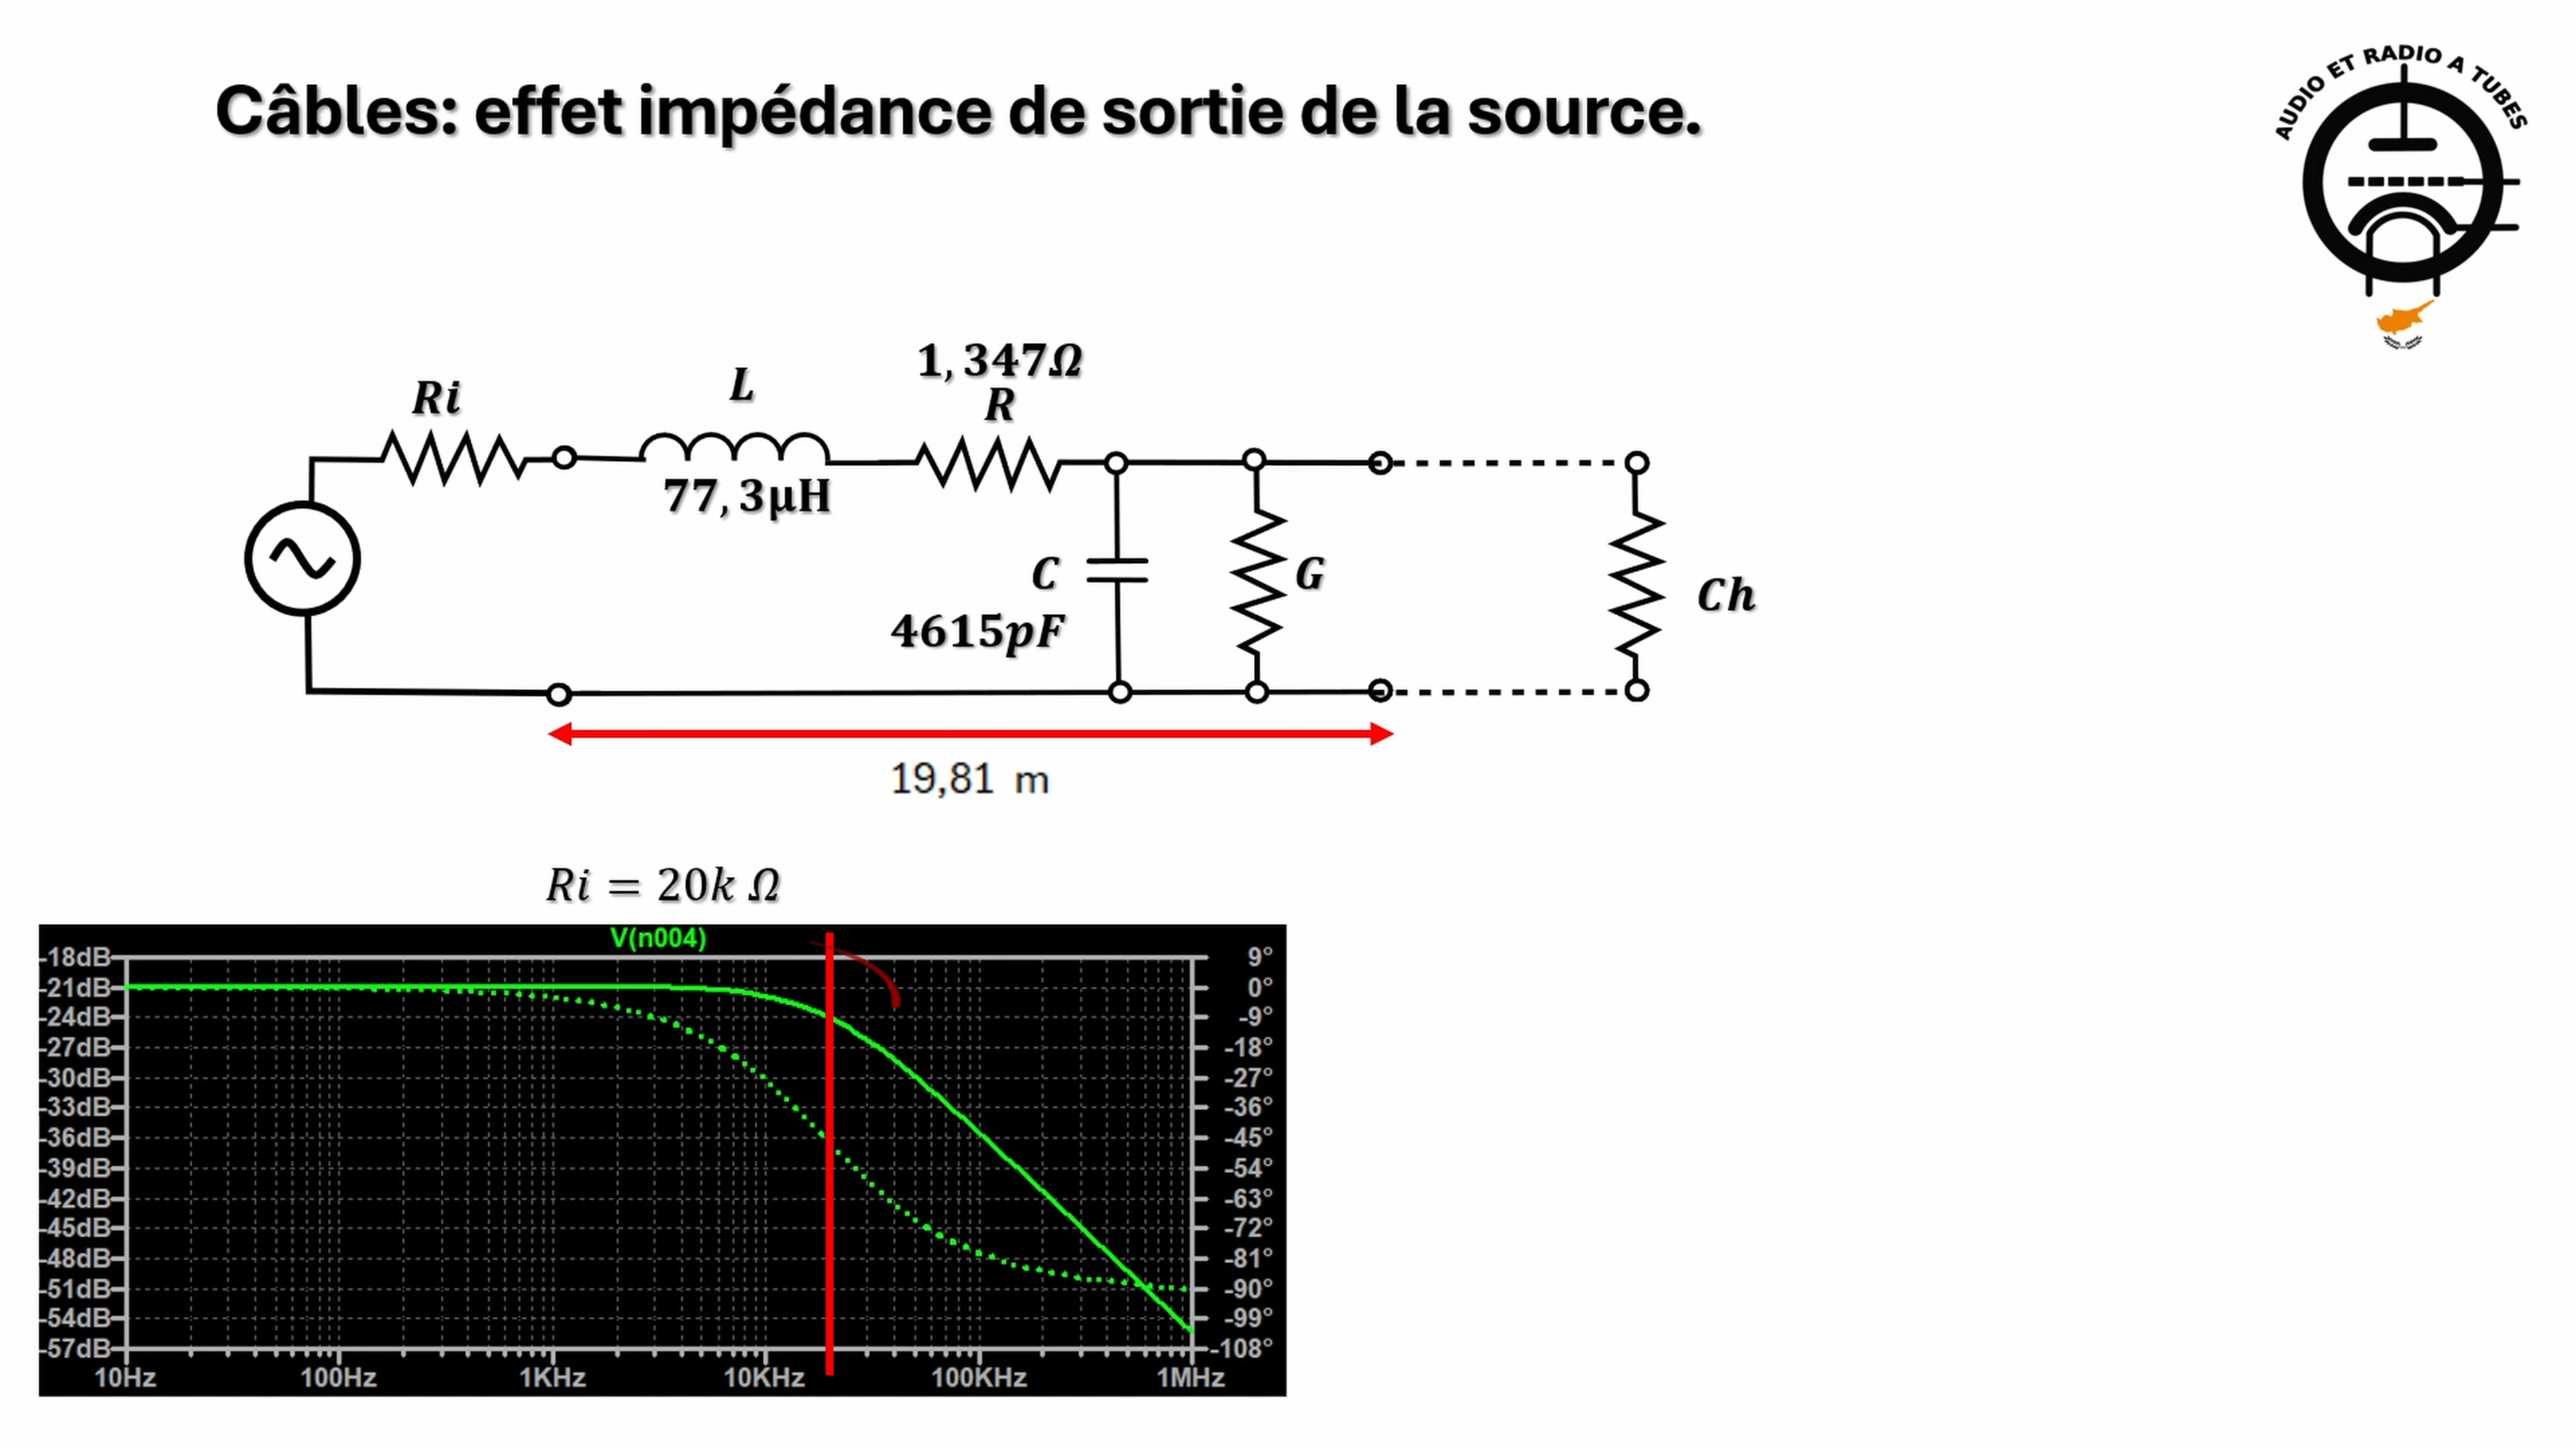 AUDIO ET RADIO A TUBES
Câbles: effet impédance de sortie de la source.
1,347Ω
Ri
L
R
77,3µH
C
G
Ch
4615pF
19,81 m
Ri = 20k Ω
V(n004)
-18dB
-21dB
-24dB
-27dB
-30dB
-33dB
-36dB
-39dB
-42dB
-45dB
-48dB
-51dB
-54dB
-57dB
9°
0°
-9°
-18°
-27°
-36°
-45°
-54°
-63°
-72°
-81°
-90°
-99°
-108°
10Hz 100Hz 1KHz 10KHz 100KHz 1MHz